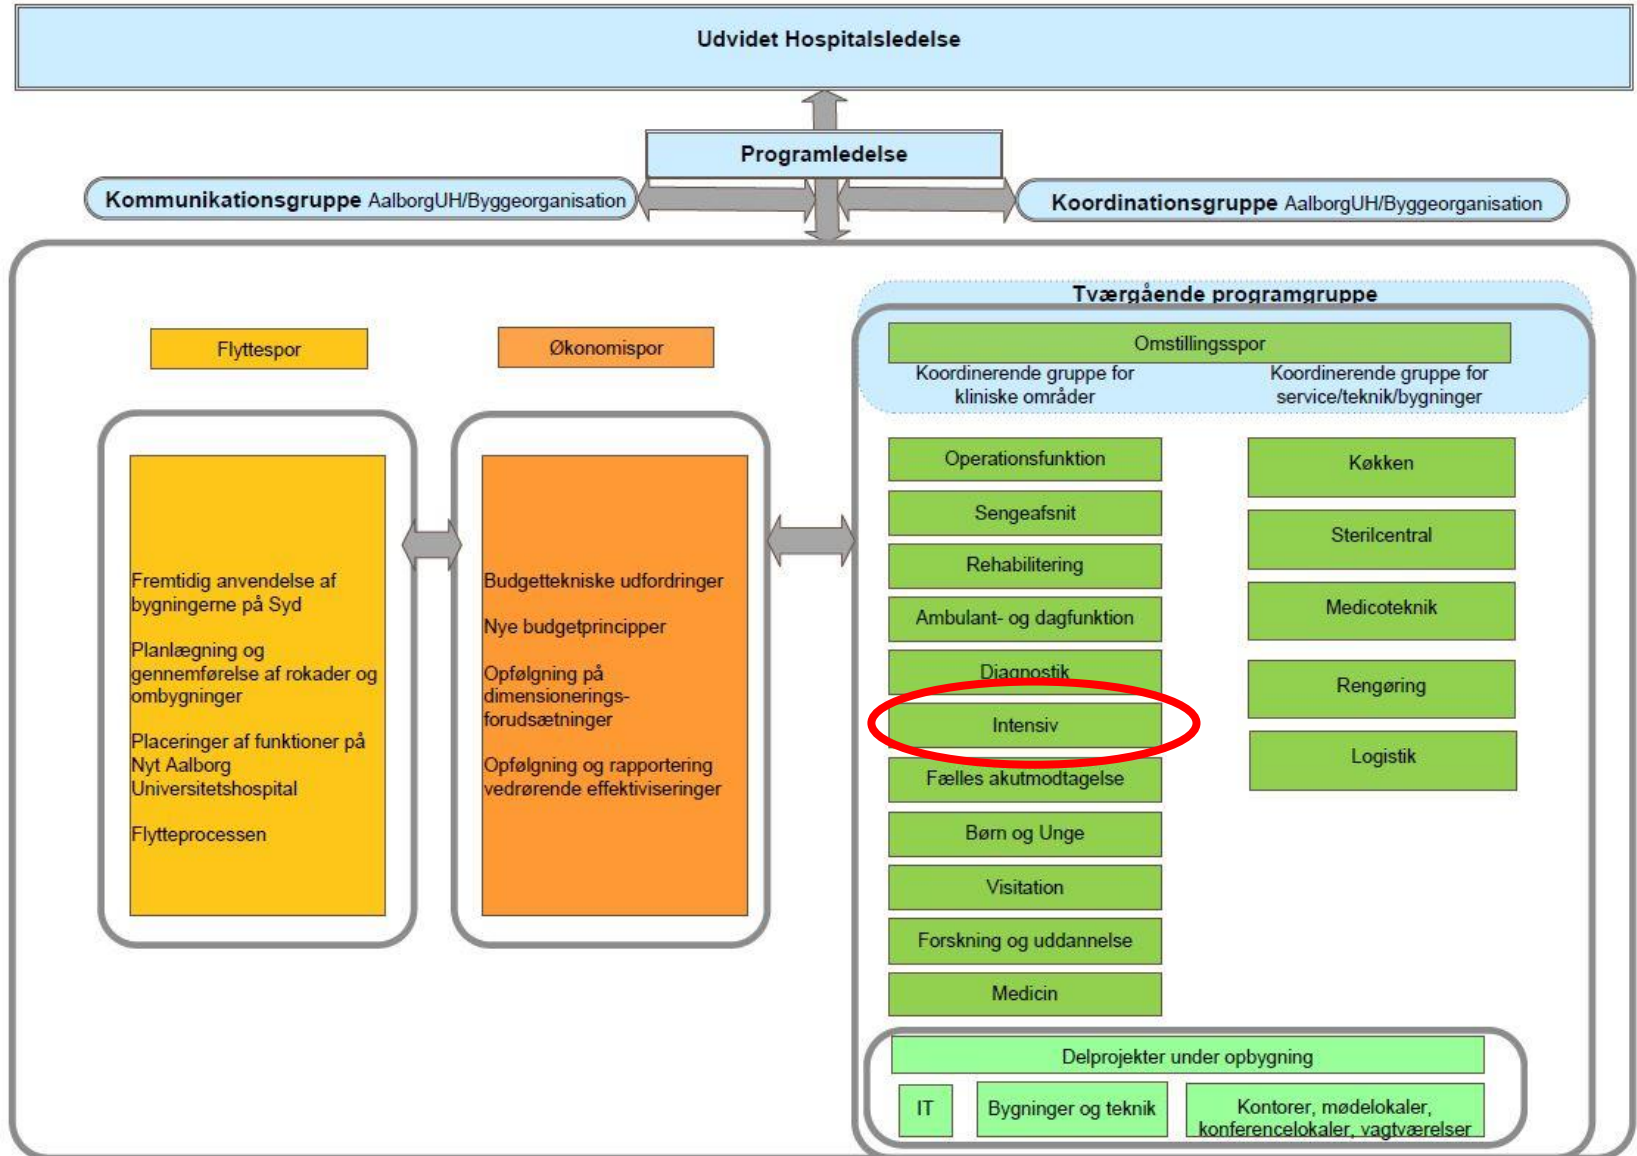 Udvidet Hospitalsledelse
Programledelse
Kommunikationsgruppe AalborgUH/Byggeorganisation
Koordinationsgruppe AalborgUH/Byggeorganisation
Flyttespor
Fremtidig anvendelse af
bygningerne på Syd
Planlægning og
gennemførelse af rokader og
ombygninger
Placeringer af funktioner på
Nyt Aalborg
Universitetshospital
Flytteprocessen
Økonomispor
Budgettekniske udfordringer
Nye budgetprincipper
Opfølgning på
dimensionerings-
forudsætninger
Opfølgning og rapportering
vedrørende effektiviseringer
Tværgående programgruppe
Omstillingsspor
Koordinerende gruppe for
kliniske områder
Operationsfunktion
Sengeafsnit
Rehabilitering
Ambulant- og dagfunktion
Diagnostik
Intensiv
Fælles akutmodtagelse
Børn og Unge
Visitation
Forskning og uddannelse
Medicin
Koordinerende gruppe for
service/teknik/bygninger
Køkken
Sterilcentral
Medicoteknik
Rengøring
Logistik
Delprojekter under opbygning
IT
Bygninger og teknik
Kontorer, mødelokaler,
konferencelokaler, vagtværelser